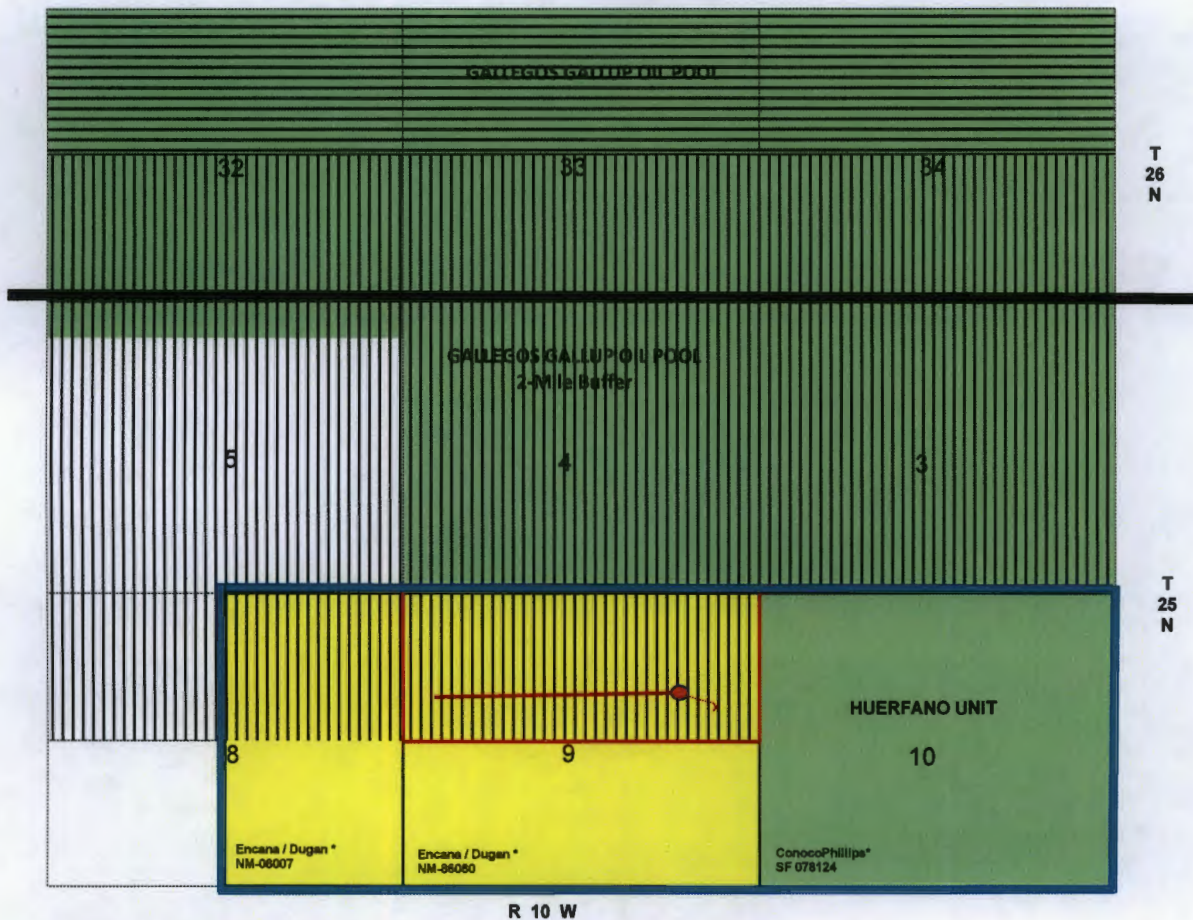 GALLEGOS GALLUP OIL POOL
32
33
34
T
26
N
GALLEGOS GALLUP OIL POOL
2-Mile Buffer
5
4
3
T
25
N
HUERFANO UNIT
8
9
10
Encana / Dugan *
NM-08007
Encana / Dugan *
NM-86080
ConocoPhillips*
SF 078124
R 10 W